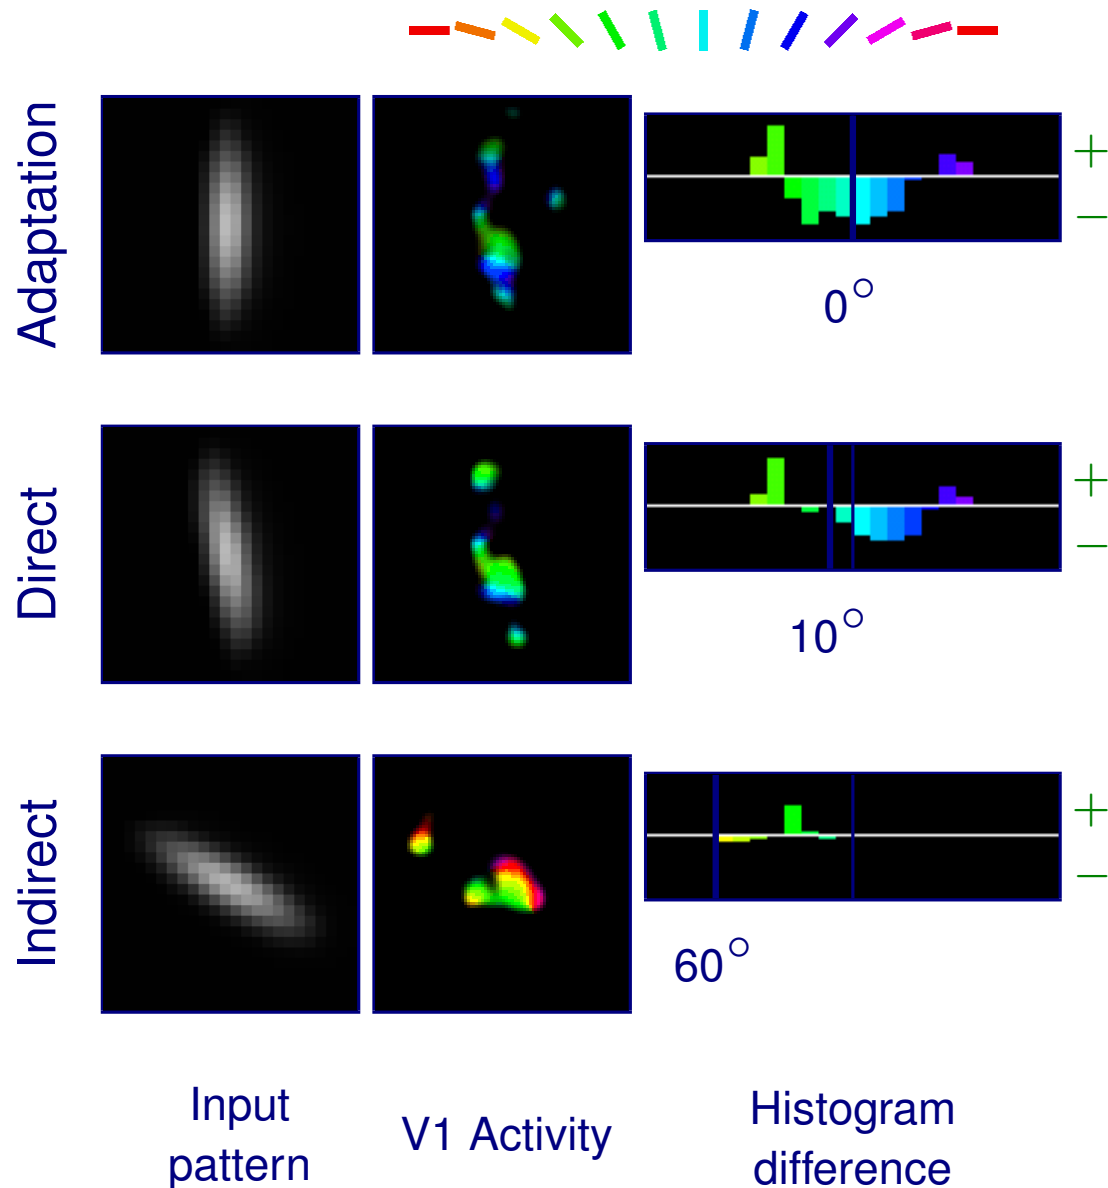 Adaptation
+
−
0°
Direct
+
−
10°
Indirect
+
−
60°
Input
pattern
V1 Activity
Histogram
difference